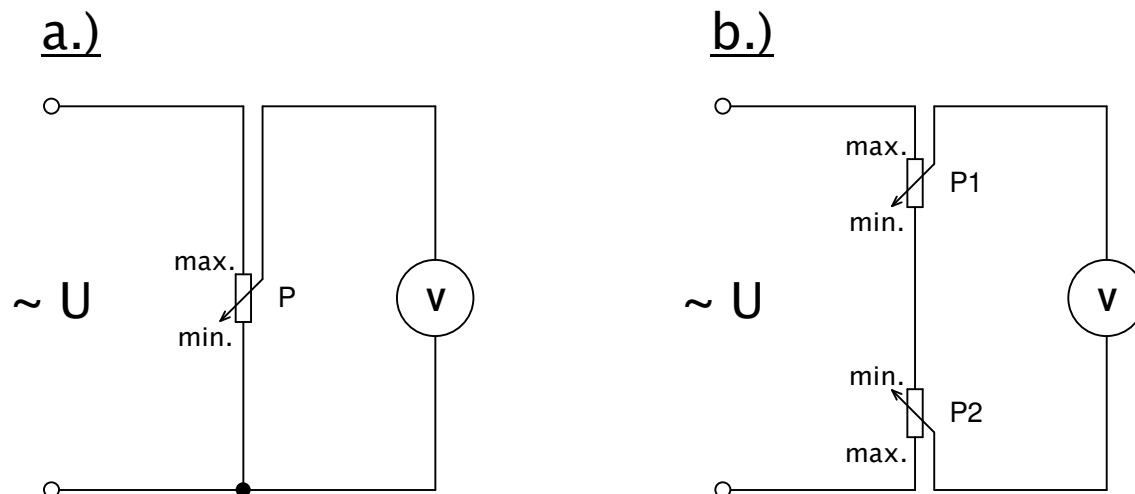 a.)
max.
~ U
P
V
min.
b.)
max.
P1
min.
~ U
V
min.
P2
max.